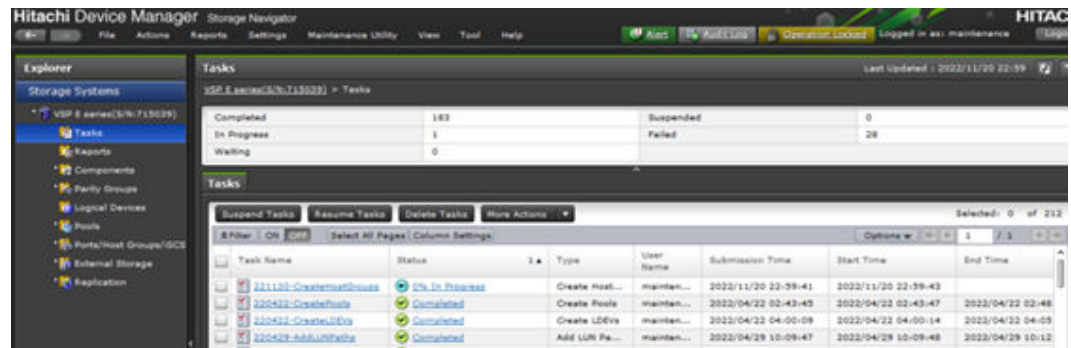 Hitachi Device Manager Storage Navigator HITAC
File Actions Reports Settings Maintenance Utility View Tool Help Alert Audit Log Operation Locked Logged in as: maintenance
Explorer
Storage Systems
VSP E series(S/N:715039)
Tasks
Reports
Components
Parity Groups
Logical Devices
Pools
Ports/Host Groups/iSCS
External Storage
Replication
Tasks Last Updated : 2022/11/20 22:59
VSP E series(S/N:715039) > Tasks
Completed 183 Suspended 0
In Progress 1 Failed 28
Waiting 0
Tasks
Suspend Tasks Resume Tasks Delete Tasks More Actions Selected: 0 of 212
Filter ON OFF Select All Pages Column Settings Options 1 / 1
Task Name Status 1 Type User Name Submission Time Start Time End Time
221120-CreateHostGroups 0% In Progress Create Host... mainten... 2022/11/20 22:59:41 2022/11/20 22:59:43
220422-CreatePools Completed Create Pools mainten... 2022/04/22 02:43:45 2022/04/22 02:43:47 2022/04/22 02:48
220422-CreateLDEVs Completed Create LDEVs mainten... 2022/04/22 04:00:09 2022/04/22 04:00:14 2022/04/22 04:05
220429-AddLUNPaths Completed Add LUN Pa... mainten... 2022/04/29 10:09:47 2022/04/29 10:09:48 2022/04/29 10:12